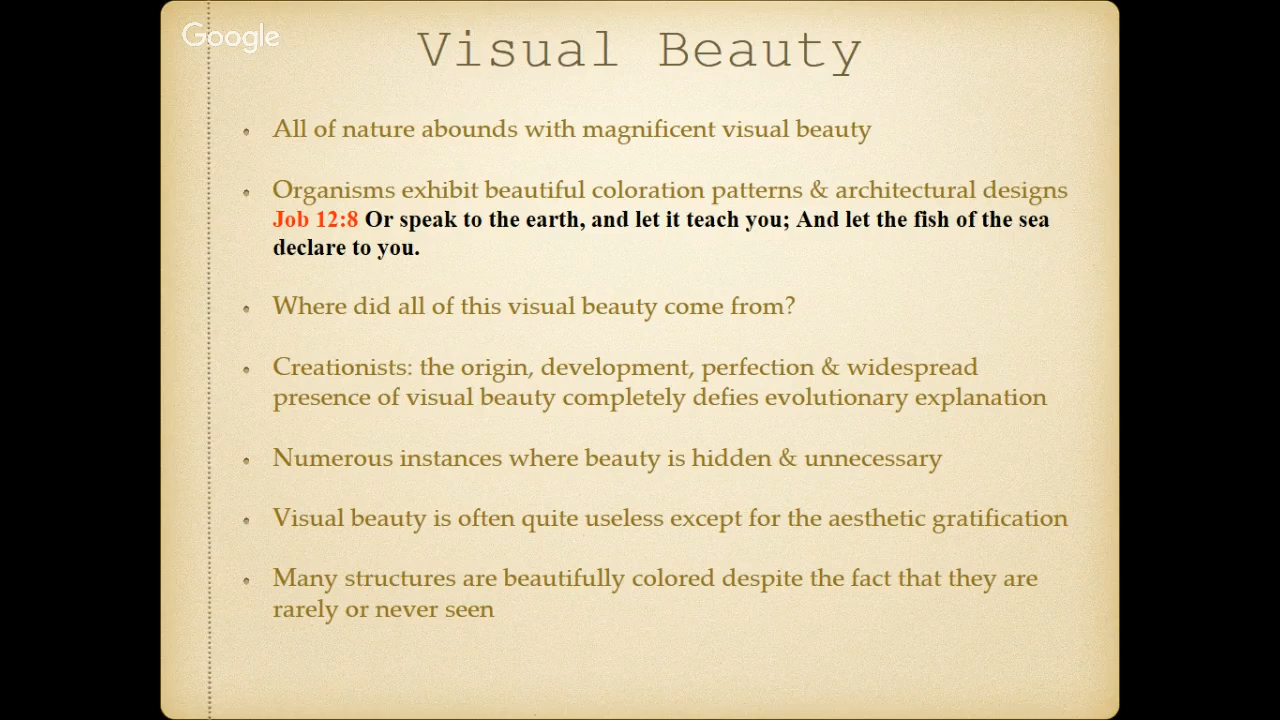 Google
Visual Beauty
• All of nature abounds with magnificent visual beauty
• Organisms exhibit beautiful coloration patterns & architectural designs
Job 12:8 Or speak to the earth, and let it teach you; And let the fish of the sea
declare to you.
• Where did all of this visual beauty come from?
• Creationists: the origin, development, perfection & widespread
presence of visual beauty completely defies evolutionary explanation
• Numerous instances where beauty is hidden & unnecessary
• Visual beauty is often quite useless except for the aesthetic gratification
• Many structures are beautifully colored despite the fact that they are
rarely or never seen